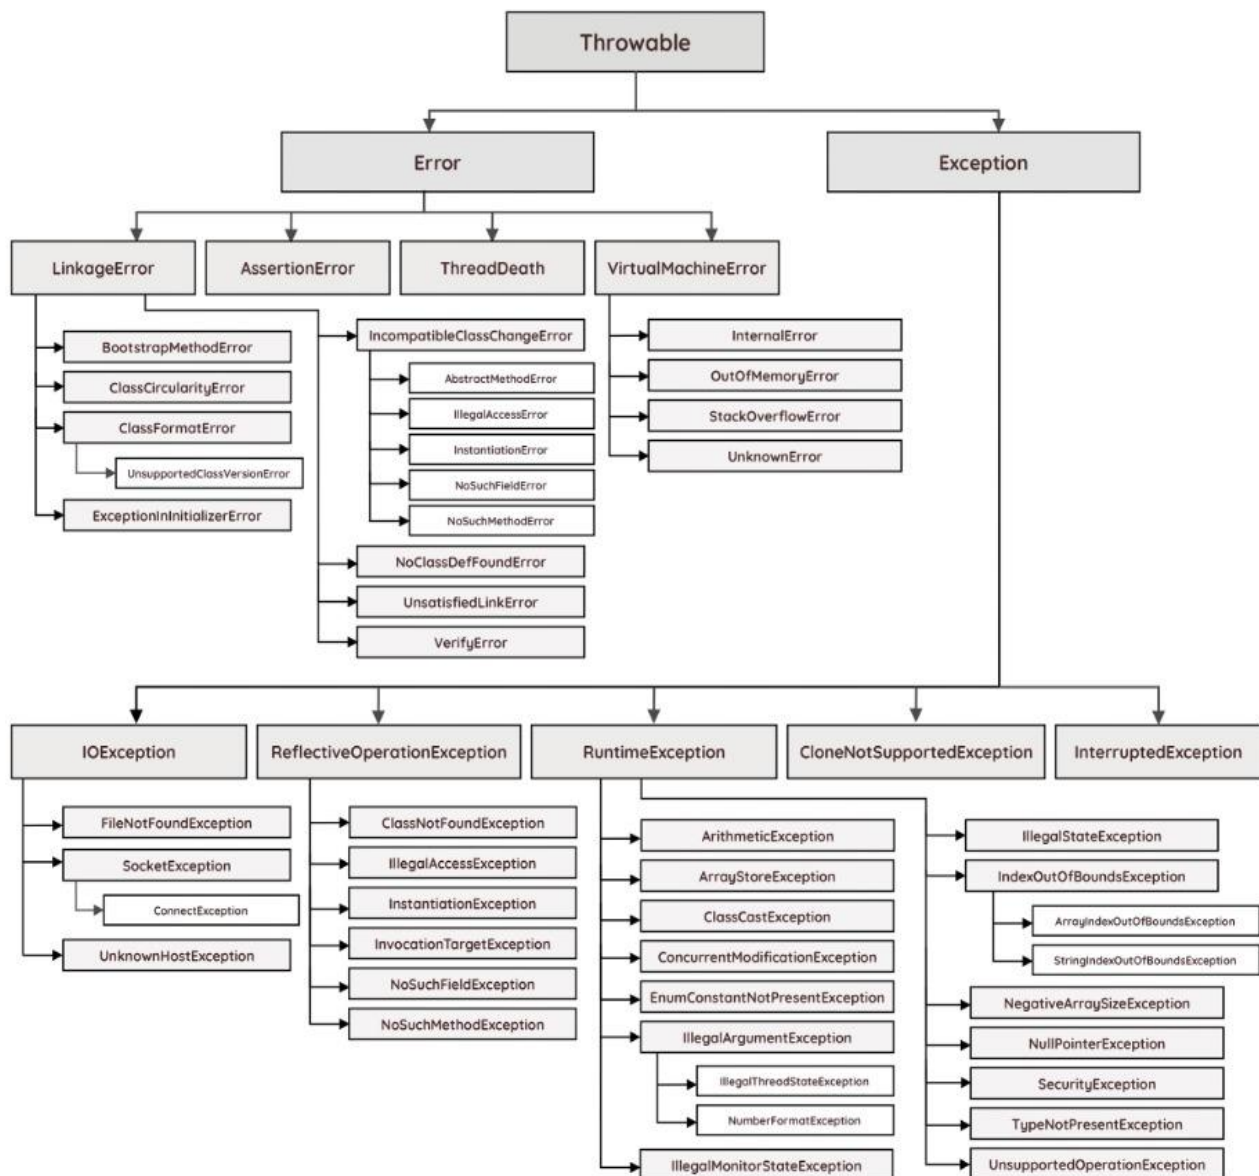 Throwable
Error
Exception
LinkageError
AssertionError
ThreadDeath
VirtualMachineError
BootstrapMethodError
ClassCircularityError
ClassFormatError
UnsupportedClassVersionError
ExceptionInInitializerError
IncompatibleClassChangeError
AbstractMethodError
IllegalAccessError
InstantiationError
NoSuchFieldError
NoSuchMethodError
NoClassDefFoundError
UnsatisfiedLinkError
VerifyError
InternalError
OutOfMemoryError
StackOverflowError
UnknownError
IOException
ReflectiveOperationException
RuntimeException
CloneNotSupportedException
InterruptedException
FileNotFoundException
SocketException
ConnectException
UnknownHostException
ClassNotFoundException
IllegalAccessException
InstantiationException
InvocationTargetException
NoSuchFieldException
NoSuchMethodException
ArithmeticException
ArrayStoreException
ClassCastException
ConcurrentModificationException
EnumConstantNotPresentException
IllegalArgumentException
IllegalThreadStateException
NumberFormatException
IllegalMonitorStateException
IllegalStateException
IndexOutOfBoundsException
ArrayIndexOutOfBoundsException
StringIndexOutOfBoundsException
NegativeArraySizeException
NullPointerException
SecurityException
TypeNotPresentException
UnsupportedOperationException